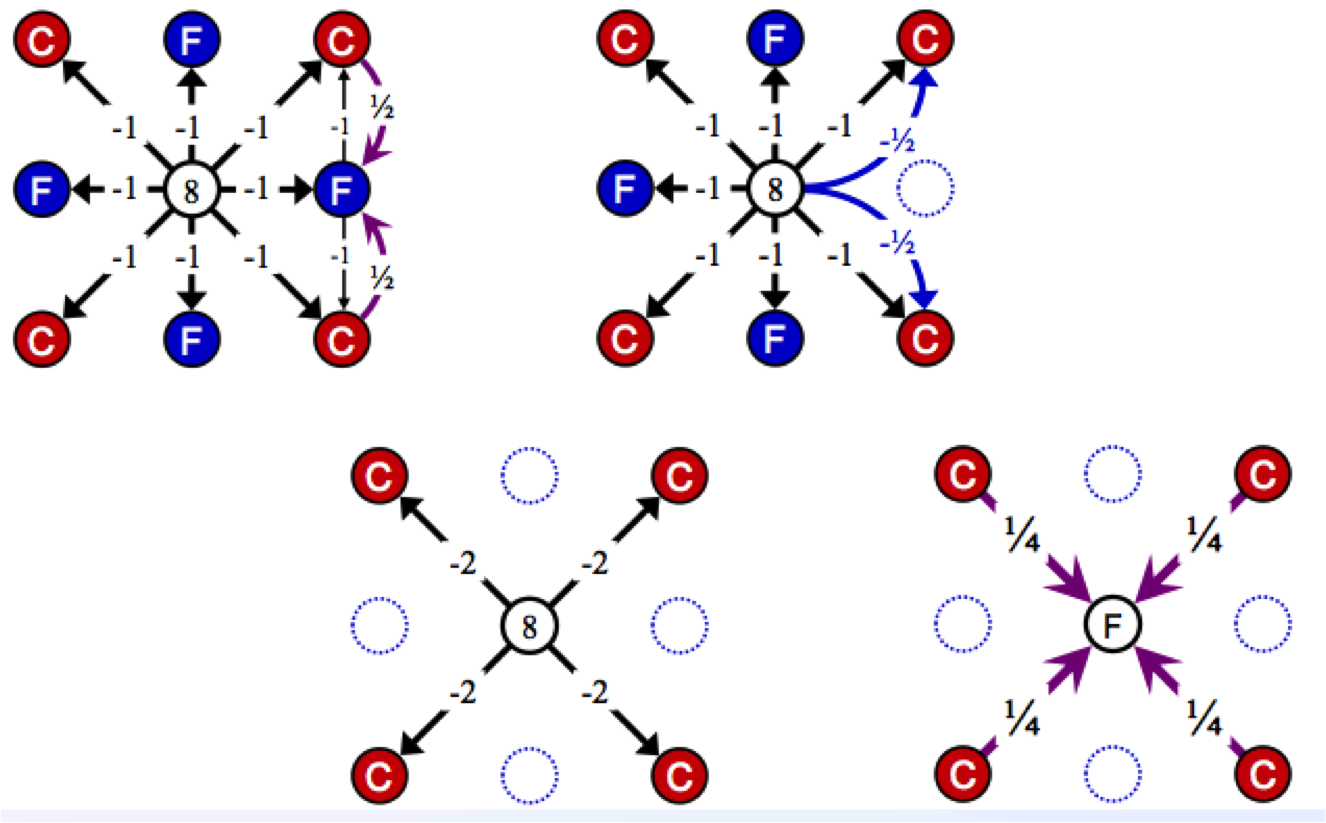 C F C C F C
½
-1 -1 -1 -1 -1 -1 -1 -½
F -1 8 -1 F F -1 8
-1 -1 -1 -1 ½ -1 -1 -1 -½
C F C C F C
C C C C
-2 -2 ¼ ¼
8 F
-2 -2 ¼ ¼
C C C C